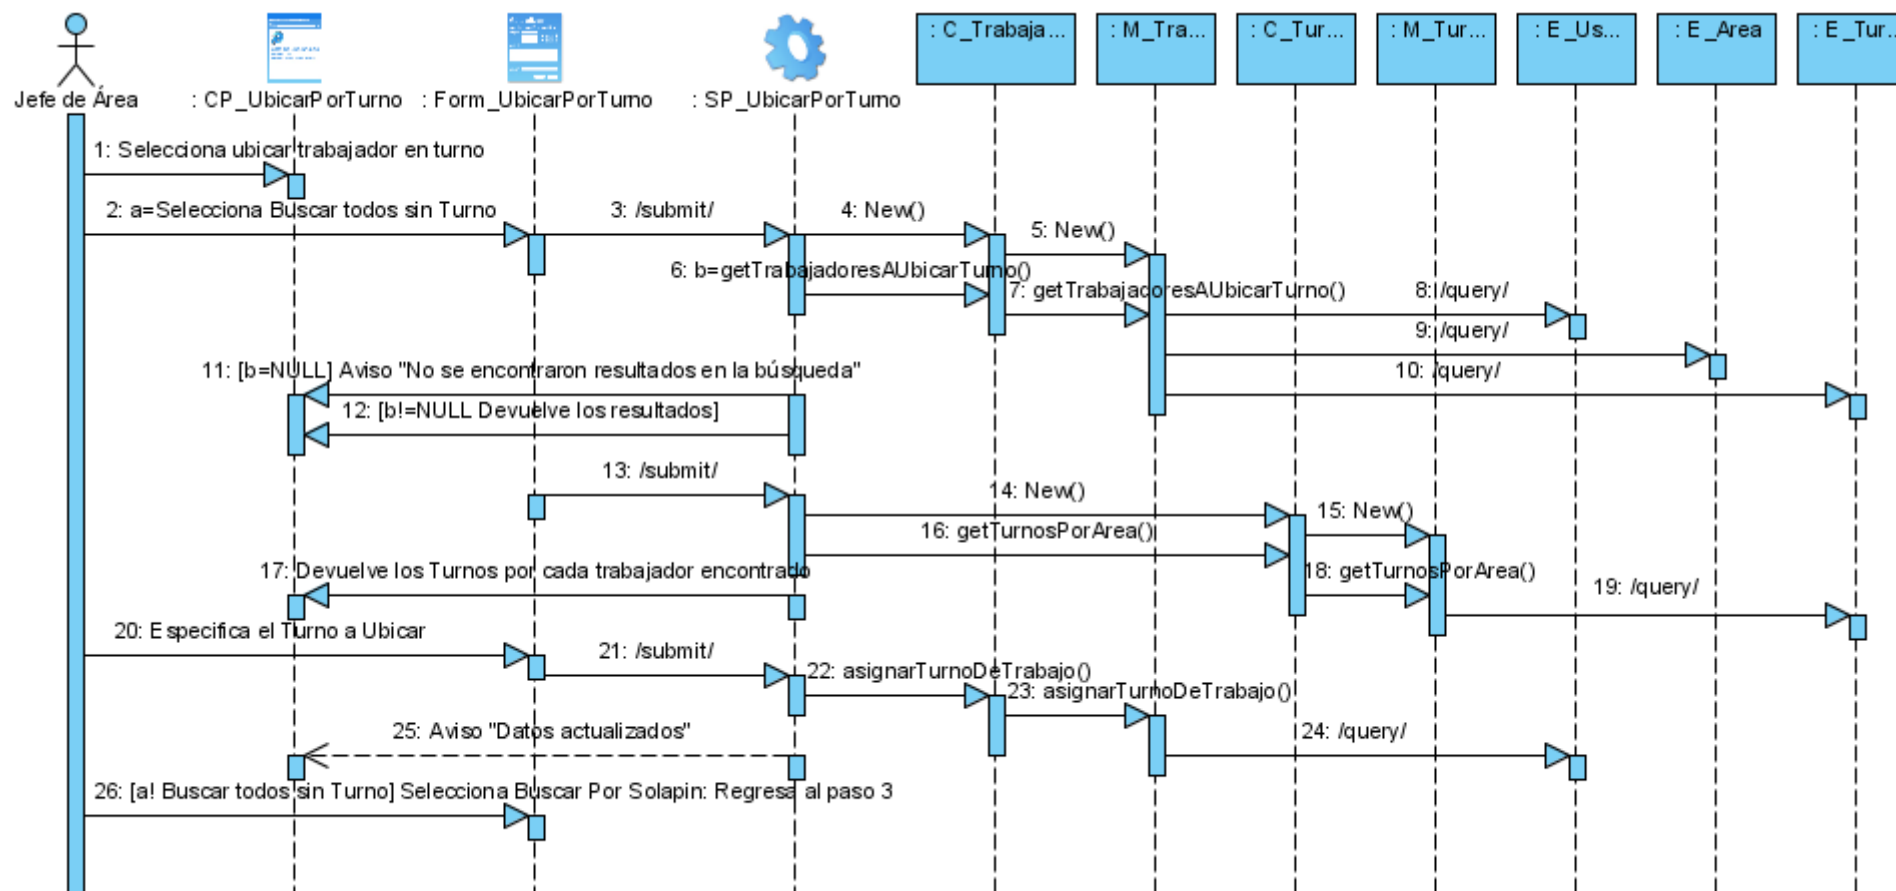 : C_Trabaja...
: M_Tra...
: C_Tur...
: M_Tur...
: E_Us...
: E_Area
: E_Tur...
Jefe de Área
: CP_UbicarPorTurno
: Form_UbicarPorTurno
: SP_UbicarPorTurno
1: Selecciona ubicar trabajador en turno
2: a=Selecciona Buscar todos sin Turno
3: /submit/
4: New()
5: New()
6: b=getTrabajadoresAUbicarTurno()
7: getTrabajadoresAUbicarTurno()
8: /query/
9: /query/
10: /query/
11: [b=NULL] Aviso "No se encontraron resultados en la búsqueda"
12: [b!=NULL Devuelve los resultados]
13: /submit/
14: New()
15: New()
16: getTurnosPorArea()
17: Devuelve los Turnos por cada trabajador encontrado
18: getTurnosPorArea()
19: /query/
20: Especifica el Turno a Ubicar
21: /submit/
22: asignarTurnoDeTrabajo()
23: asignarTurnoDeTrabajo()
24: /query/
25: Aviso "Datos actualizados"
26: [a! Buscar todos sin Turno] Selecciona Buscar Por Solapin: Regresa al paso 3